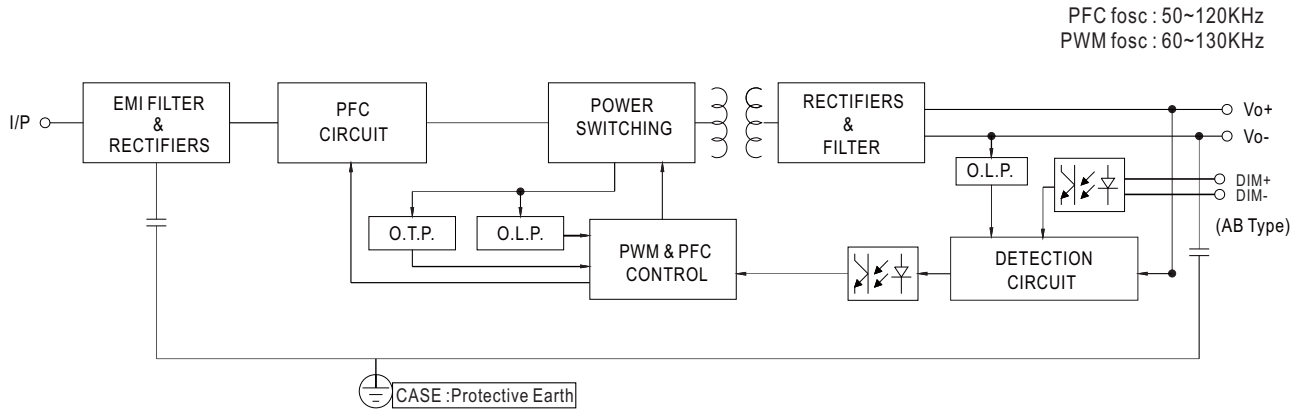 PFC fosc : 50~120KHz
PWM fosc : 60~130KHz
I/P
EMI FILTER
&
RECTIFIERS
PFC
CIRCUIT
POWER
SWITCHING
RECTIFIERS
&
FILTER
Vo+
Vo-
O.L.P.
DIM+
DIM-
(AB Type)
O.T.P.
O.L.P.
PWM & PFC
CONTROL
DETECTION
CIRCUIT
CASE :Protective Earth